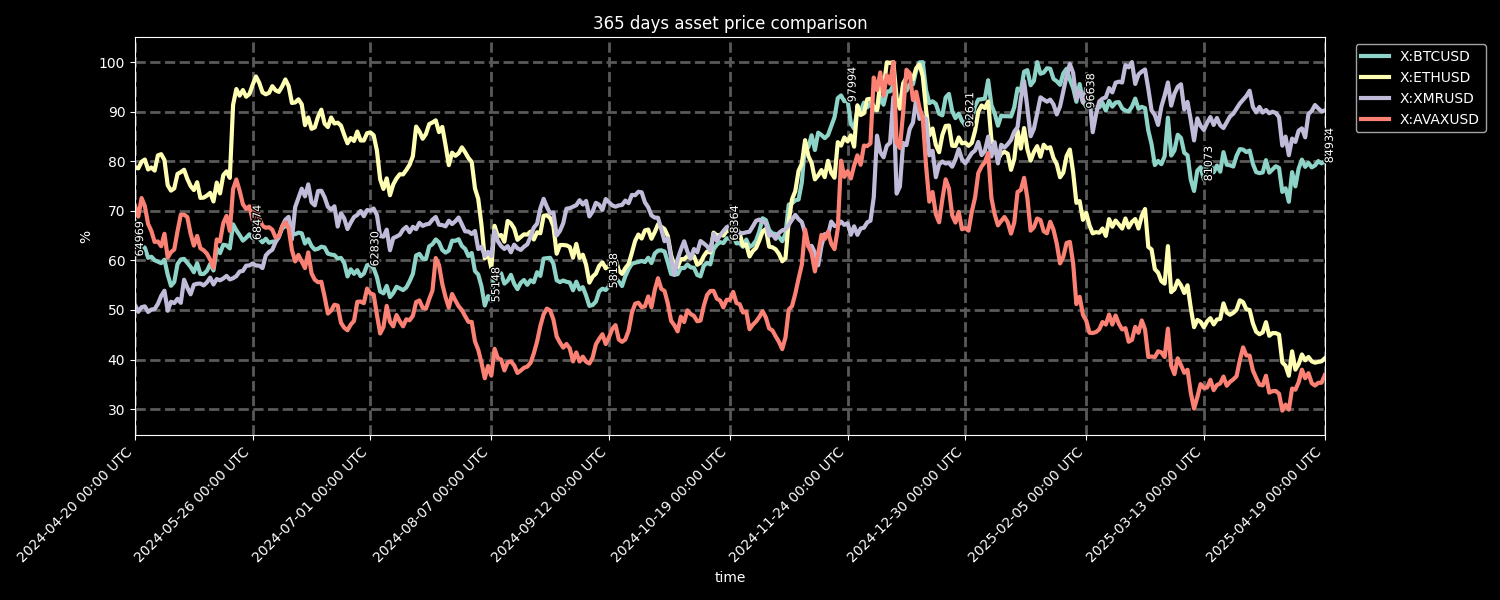 365 days asset price comparison
%
100
90
80
70
60
50
40
30
64969
68474
62830
55148
58138
68364
97994
92621
96638
81073
84934
2024-04-20 00:00 UTC
2024-05-26 00:00 UTC
2024-07-01 00:00 UTC
2024-08-07 00:00 UTC
2024-09-12 00:00 UTC
2024-10-19 00:00 UTC
2024-11-24 00:00 UTC
2024-12-30 00:00 UTC
2025-02-05 00:00 UTC
2025-03-13 00:00 UTC
2025-04-19 00:00 UTC
time
X:BTCUSD
X:ETHUSD
X:XMRUSD
X:AVAXUSD